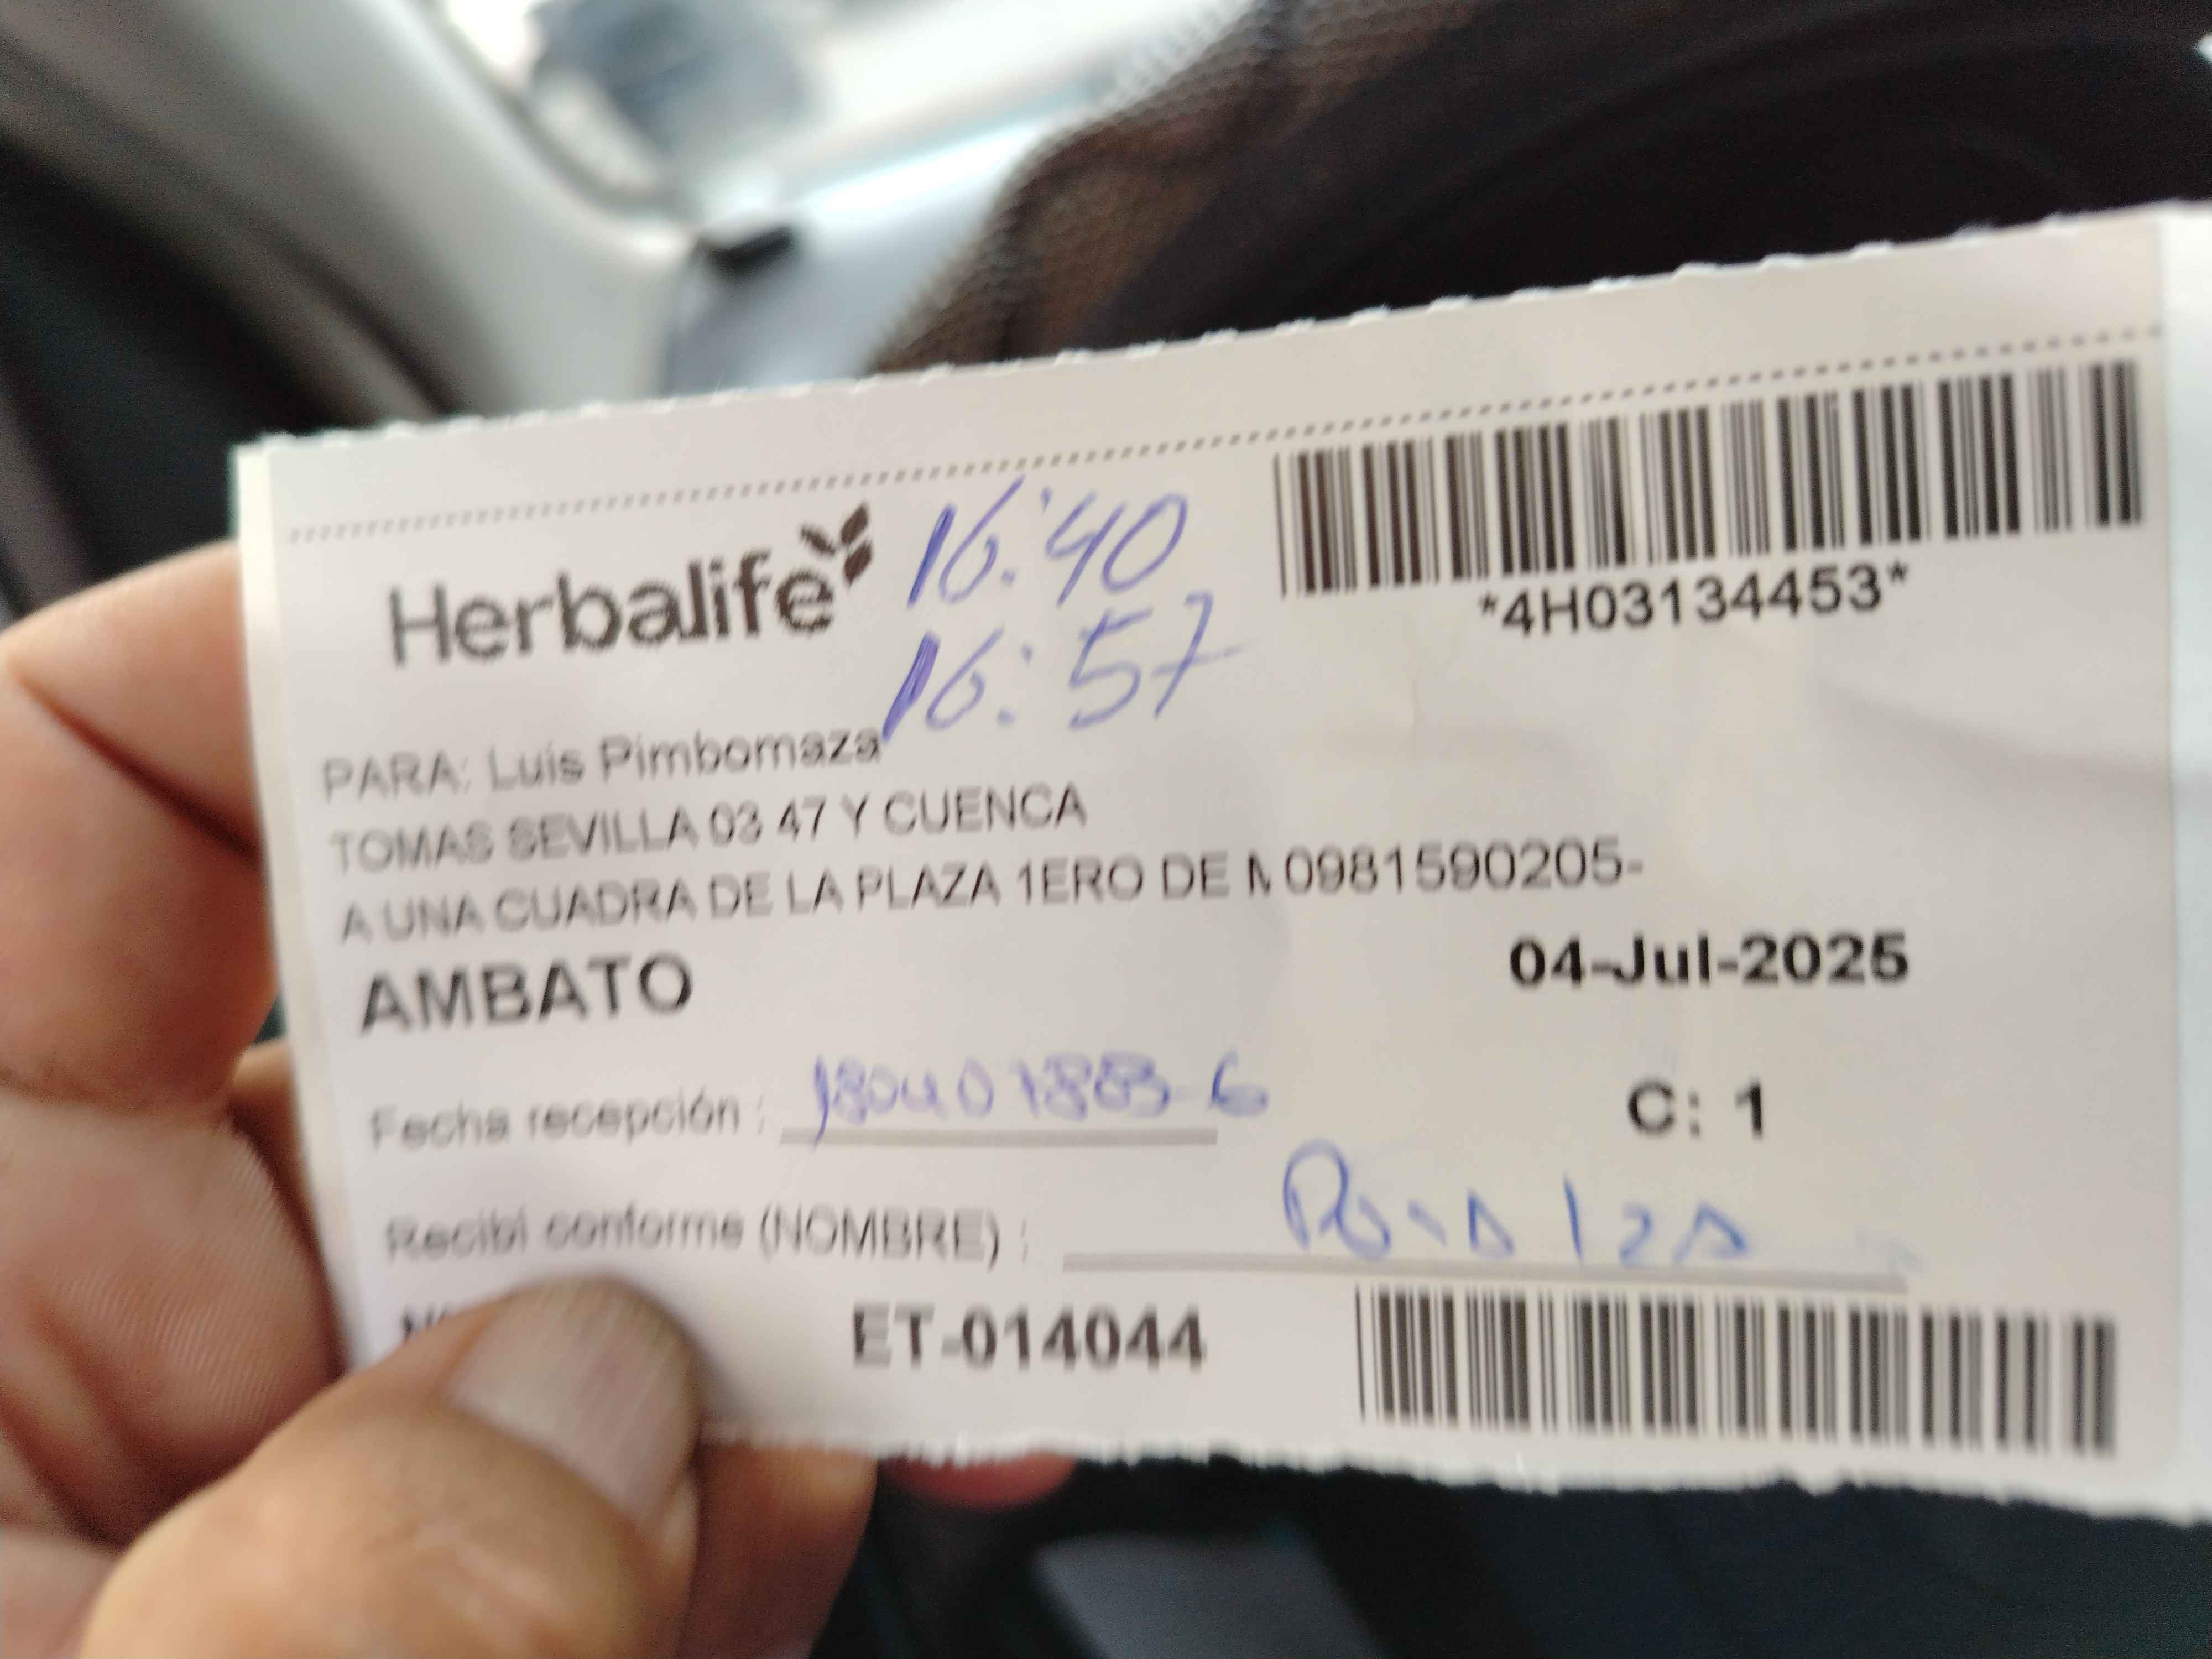 Herbalife
16:40
16:57
*4H03134453*
PARA: Luis Pimbomaza
TOMAS SEVILLA 03 47 Y CUENCA
A UNA CUADRA DE LA PLAZA 1ERO DE M 0981590205-
AMBATO
04-Jul-2025
Fecha recepción :
C: 1
Recibí conforme (NOMBRE) :
ET-014044